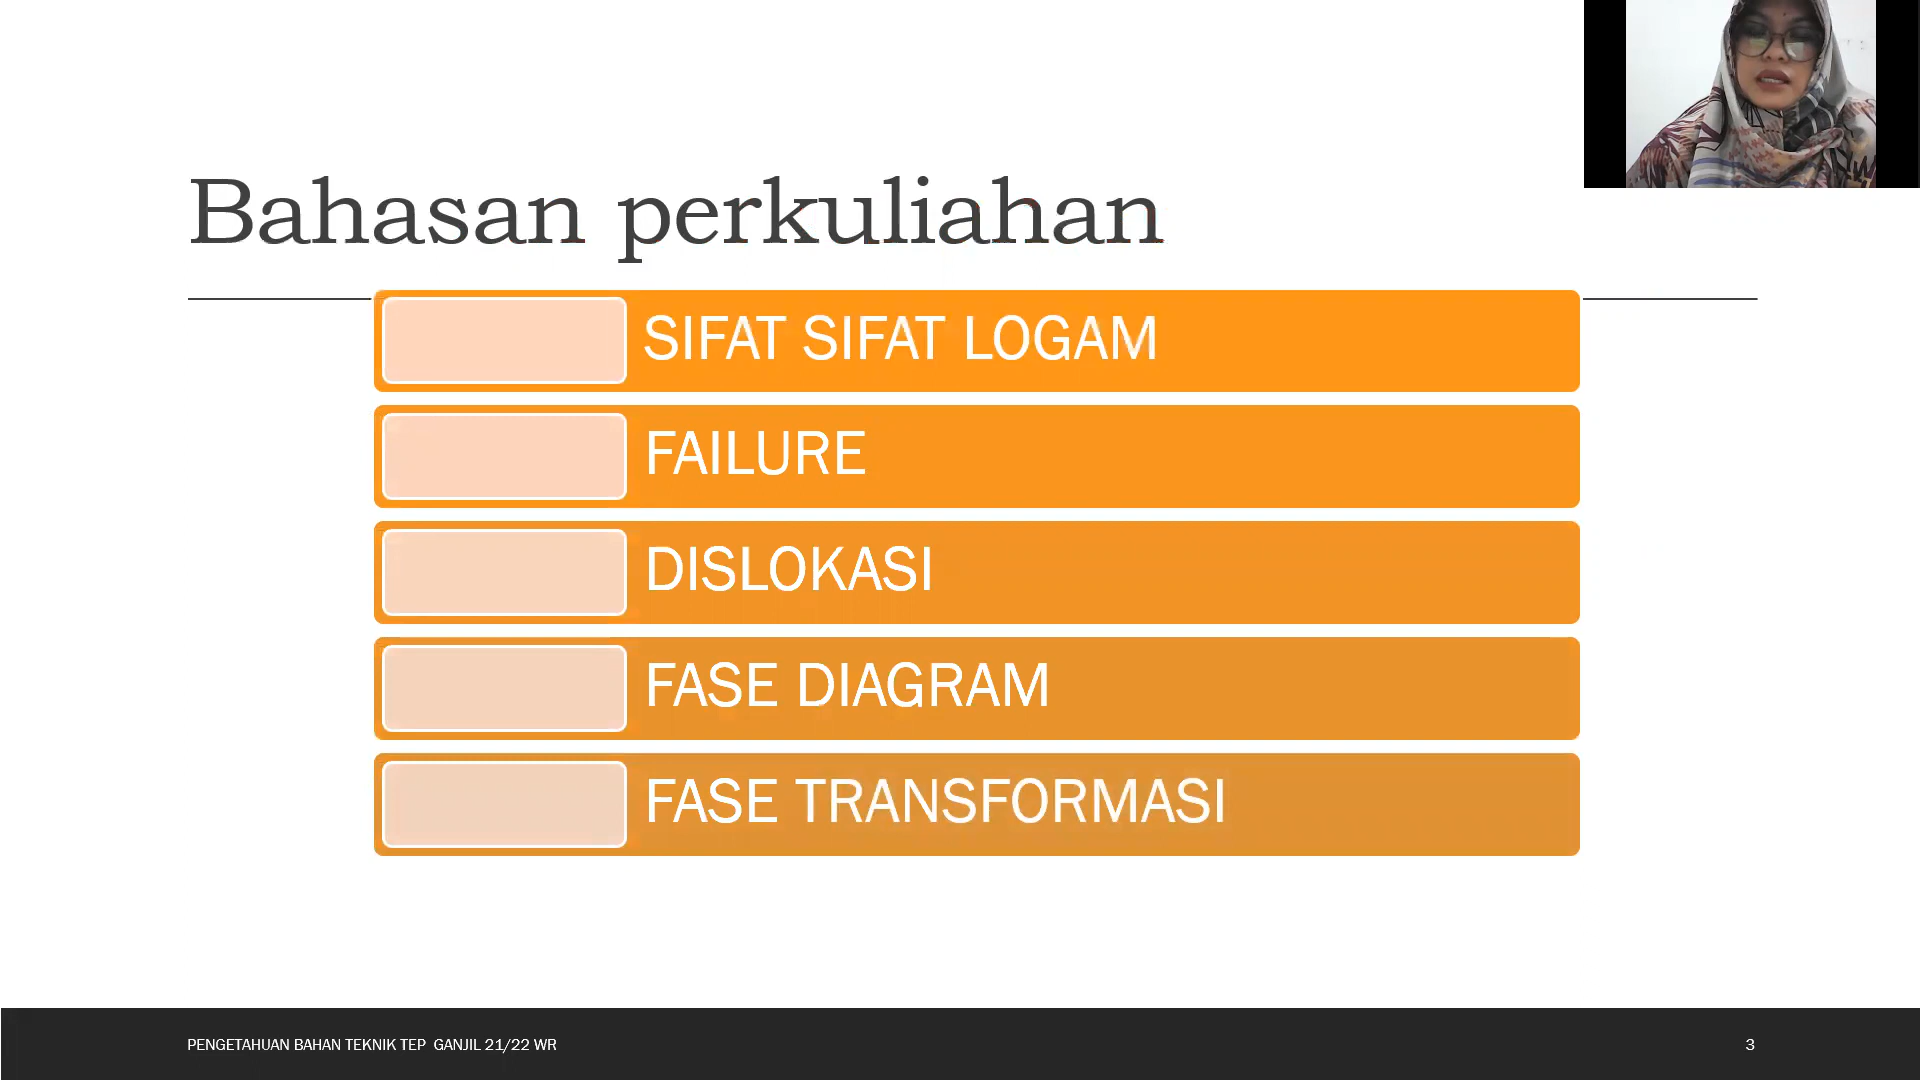 Bahasan perkuliahan
SIFAT SIFAT LOGAM
FAILURE
DISLOKASI
FASE DIAGRAM
FASE TRANSFORMASI
PENGETAHUAN BAHAN TEKNIK TEP  GANJIL 21/22 WR
3